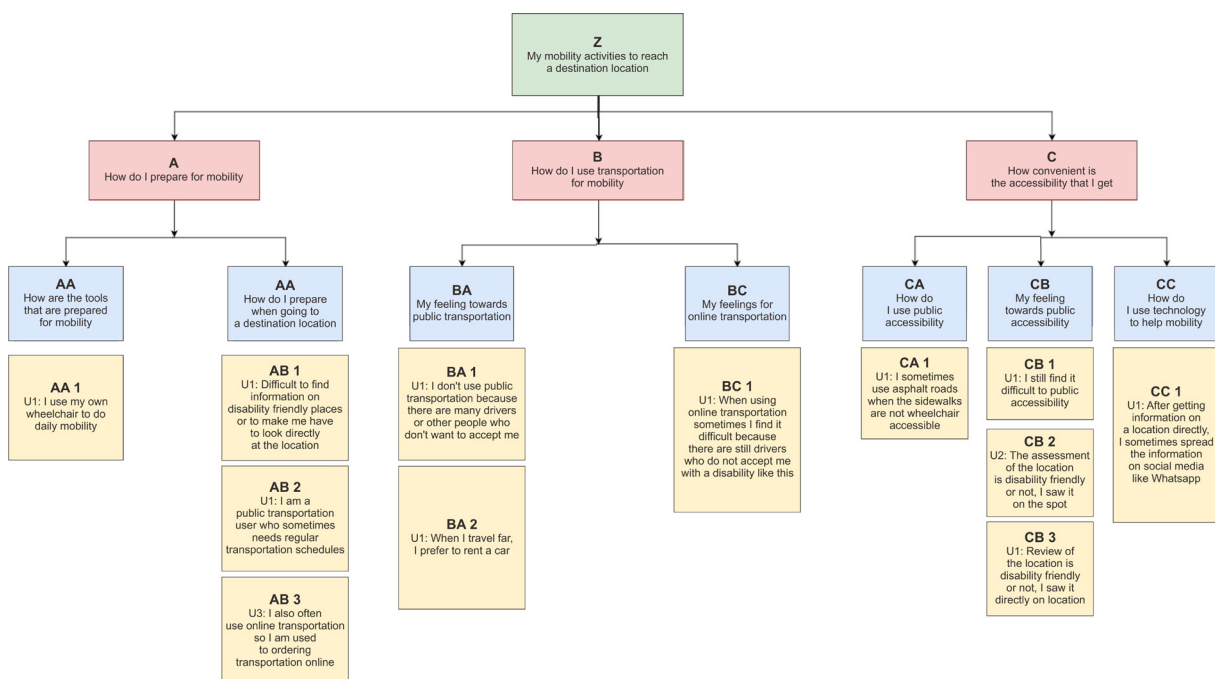 Z
My mobility activities to reach
a destination location
A
How do I prepare for mobility
B
How do I use transportation
for mobility
C
How convenient is
the accessibility that I get
AA
How are the tools
that are prepared
for mobility
AA
How do I prepare
when going to
a destination location
BA
My feeling towards
public transportation
BC
My feelings for
online transportation
CA
How do
I use public
accessibility
CB
My feeling
towards public
accessibility
CC
How do
I use technology
to help mobility
AA 1
U1: I use my own
wheelchair to do
daily mobility
AB 1
U1: Difficult to find
information on
disability friendly places
or to make me have
to look directly
at the location
AB 2
U1: I am a
public transportation
user who sometimes
needs regular
transportation schedules
AB 3
U3: I also often
use online transportation
so I am used
to ordering
transportation online
BA 1
U1: I don't use public
transportation because
there are many drivers
or other people who
don't want to accept me
BA 2
U1: When I travel far,
I prefer to rent a car
BC 1
U1: When using
online transportation
sometimes I find it
difficult because
there are still drivers
who do not accept me
with a disability like this
CA 1
U1: I sometimes
use asphalt roads
when the sidewalks
are not wheelchair
accessible
CB 1
U1: I still find it
difficult to public
accessibility
CB 2
U2: The assessment
of the location
is disability friendly
or not, I saw it
on the spot
CB 3
U1: Review of
the location is
disability friendly
or not, I saw it
directly on location
CC 1
U1: After getting
information on
a location directly,
I sometimes spread
the information
on social media
like Whatsapp